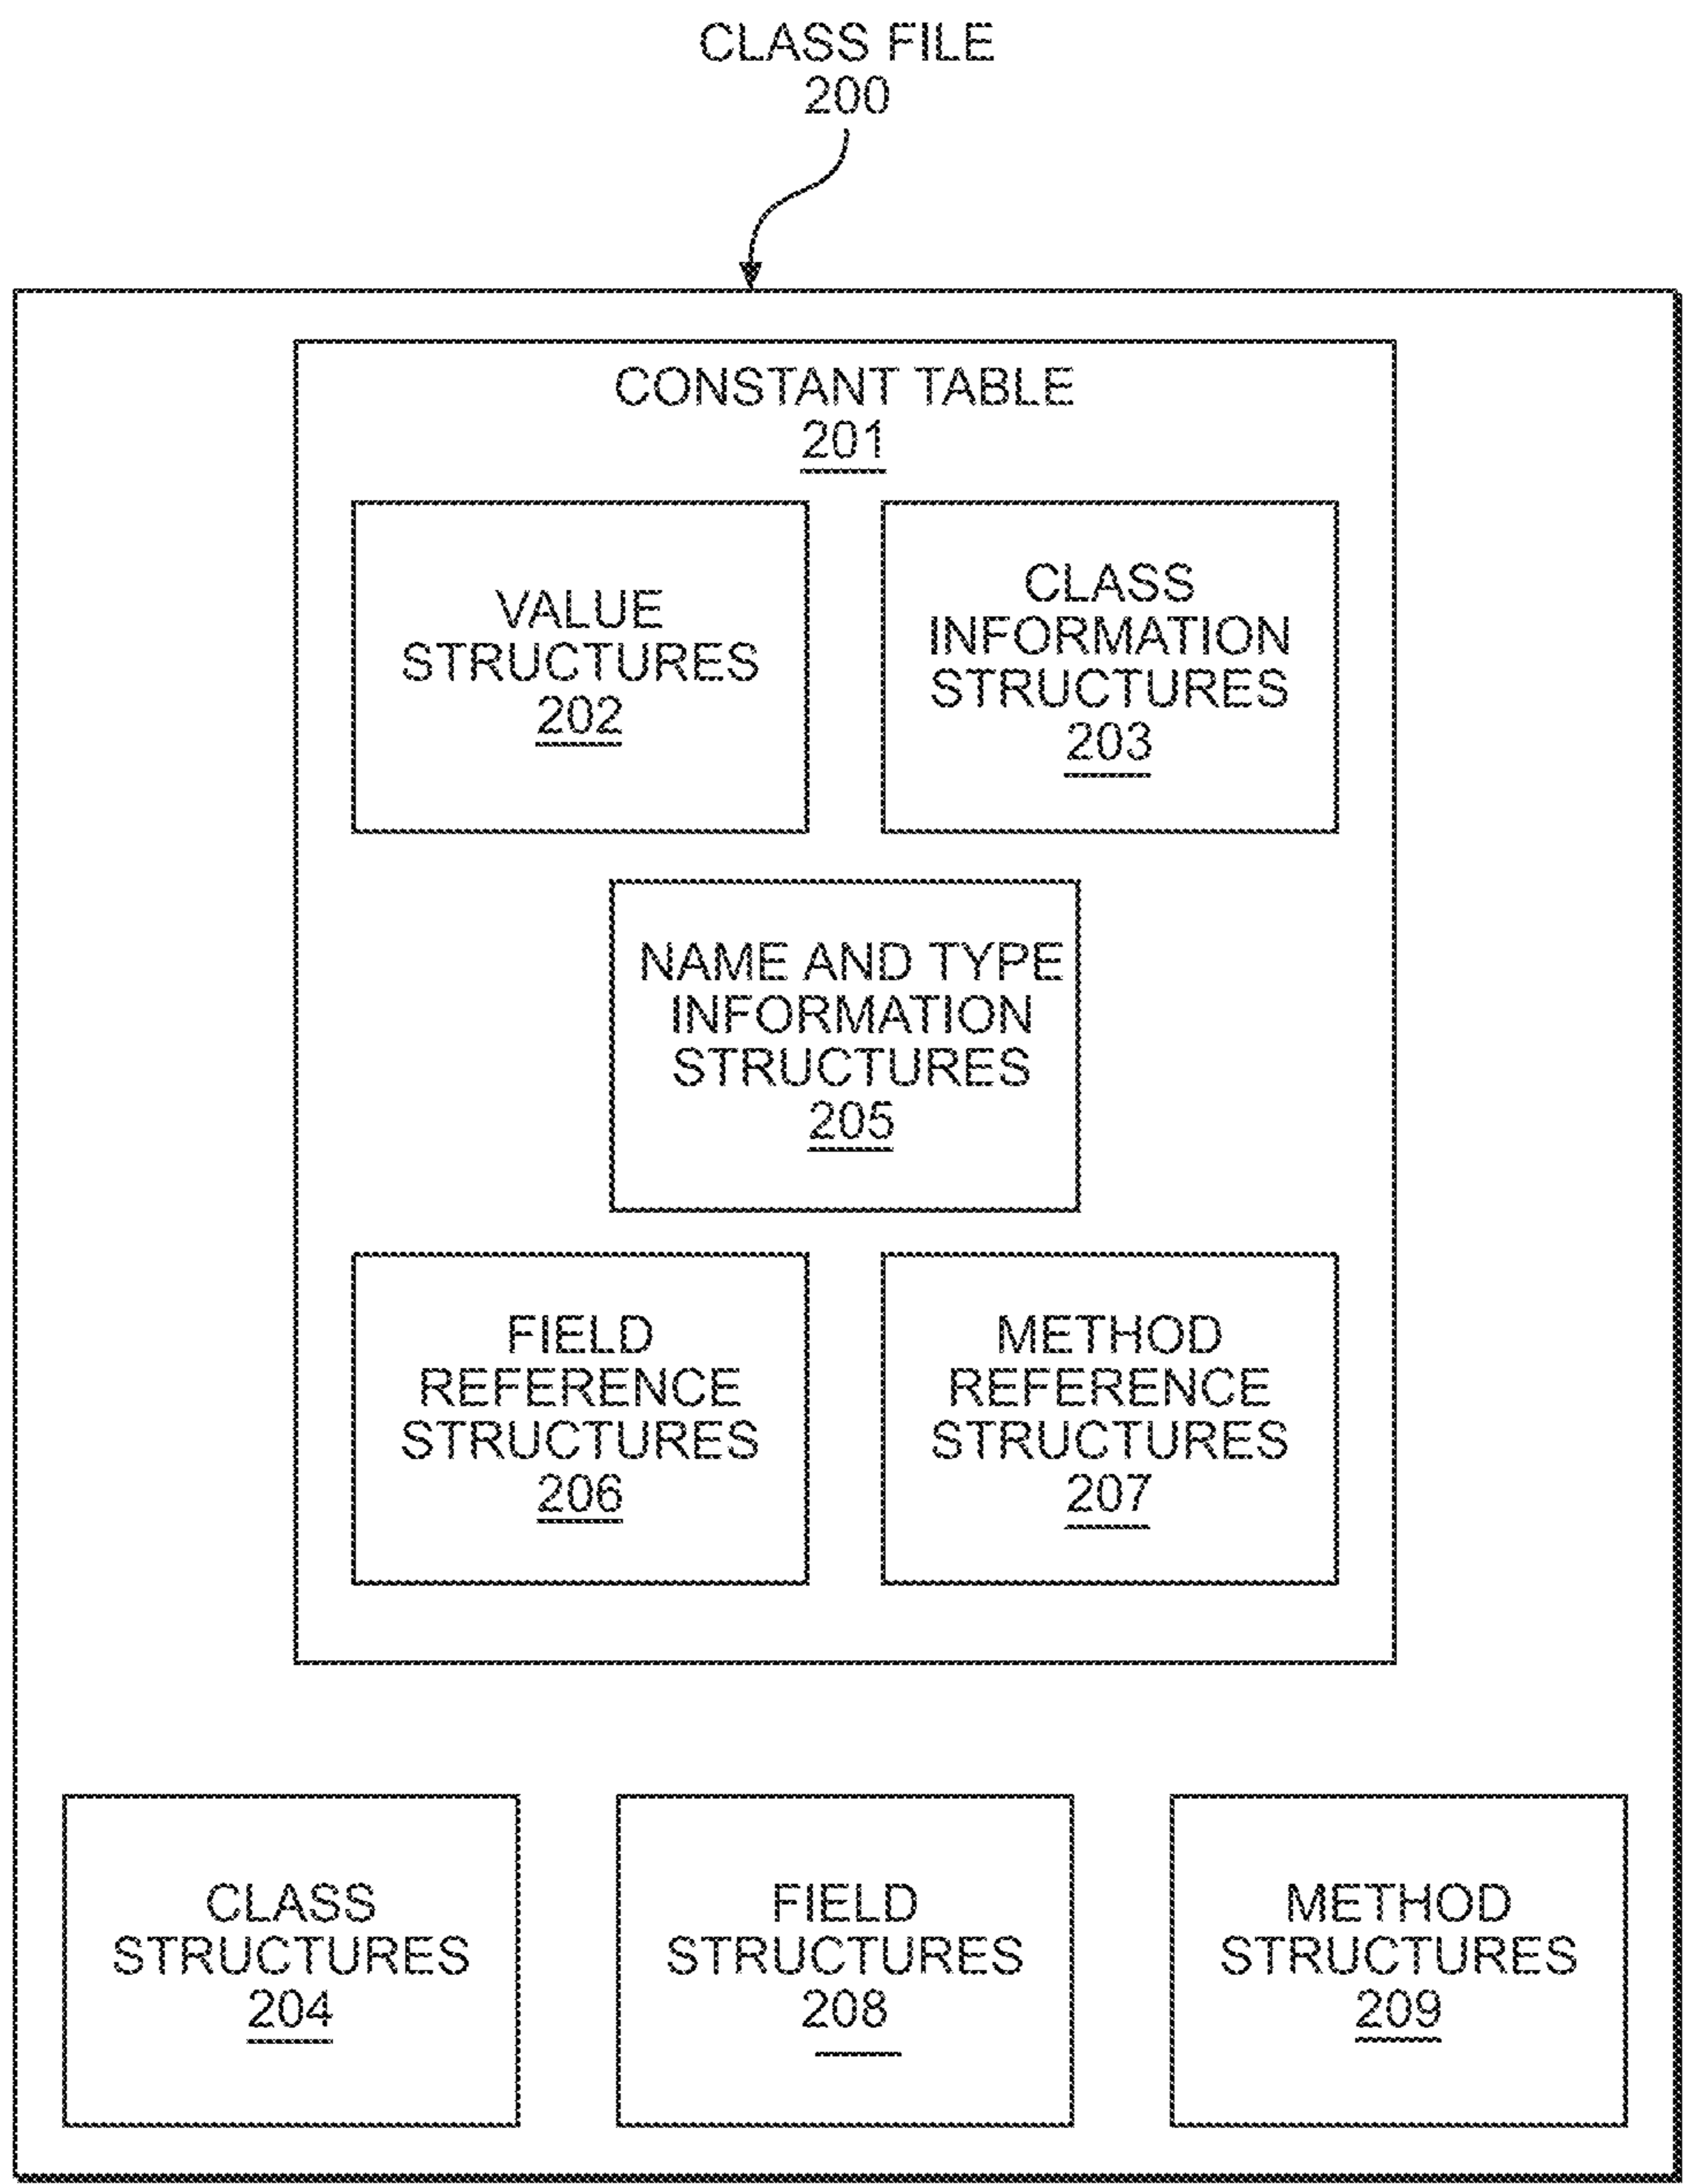 CLASS FILE
200
CONSTANT TABLE
201
VALUE
STRUCTURES
202
CLASS
INFORMATION
STRUCTURES
203
NAME AND TYPE
INFORMATION
STRUCTURES
205
FIELD
REFERENCE
STRUCTURES
206
METHOD
REFERENCE
STRUCTURES
207
CLASS
STRUCTURES
204
FIELD
STRUCTURES
208
METHOD
STRUCTURES
209